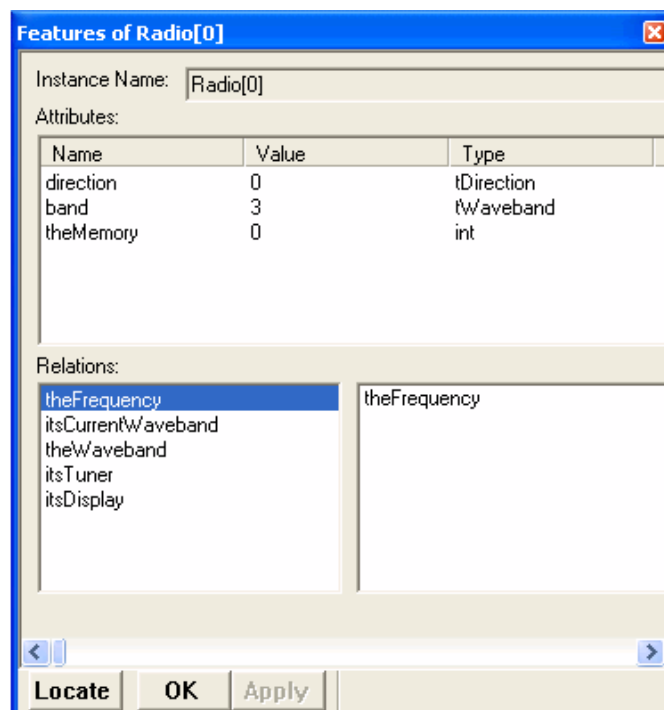 Features of Radio[0]
Instance Name: Radio[0]
Attributes:
Name Value Type
direction 0 tDirection
band 3 tWaveband
theMemory 0 int
Relations:
theFrequency theFrequency
itsCurrentWaveband
theWaveband
itsTuner
itsDisplay
Locate OK Apply